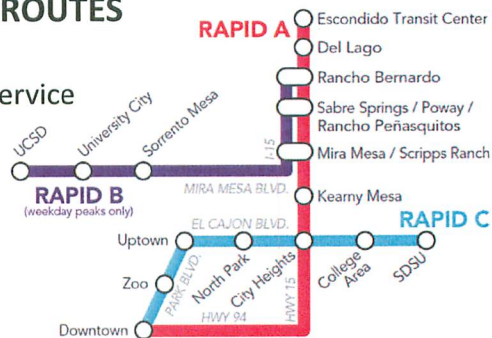 ROUTES
RAPID A
Escondido Transit Center
Del Lago
ervice
Rancho Bernardo
Sabre Springs / Poway /
Rancho Peñasquitos
UCSD
University City
Sorrento Mesa
I-15
Mira Mesa / Scripps Ranch
RAPID B
(weekday peaks only)
MIRA MESA BLVD.
Kearny Mesa
EL CAJON BLVD.
RAPID C
Uptown
North Park
City Heights
College
Area
SDSU
Zoo
PARK BLVD.
HWY 15
HWY 94
Downtown